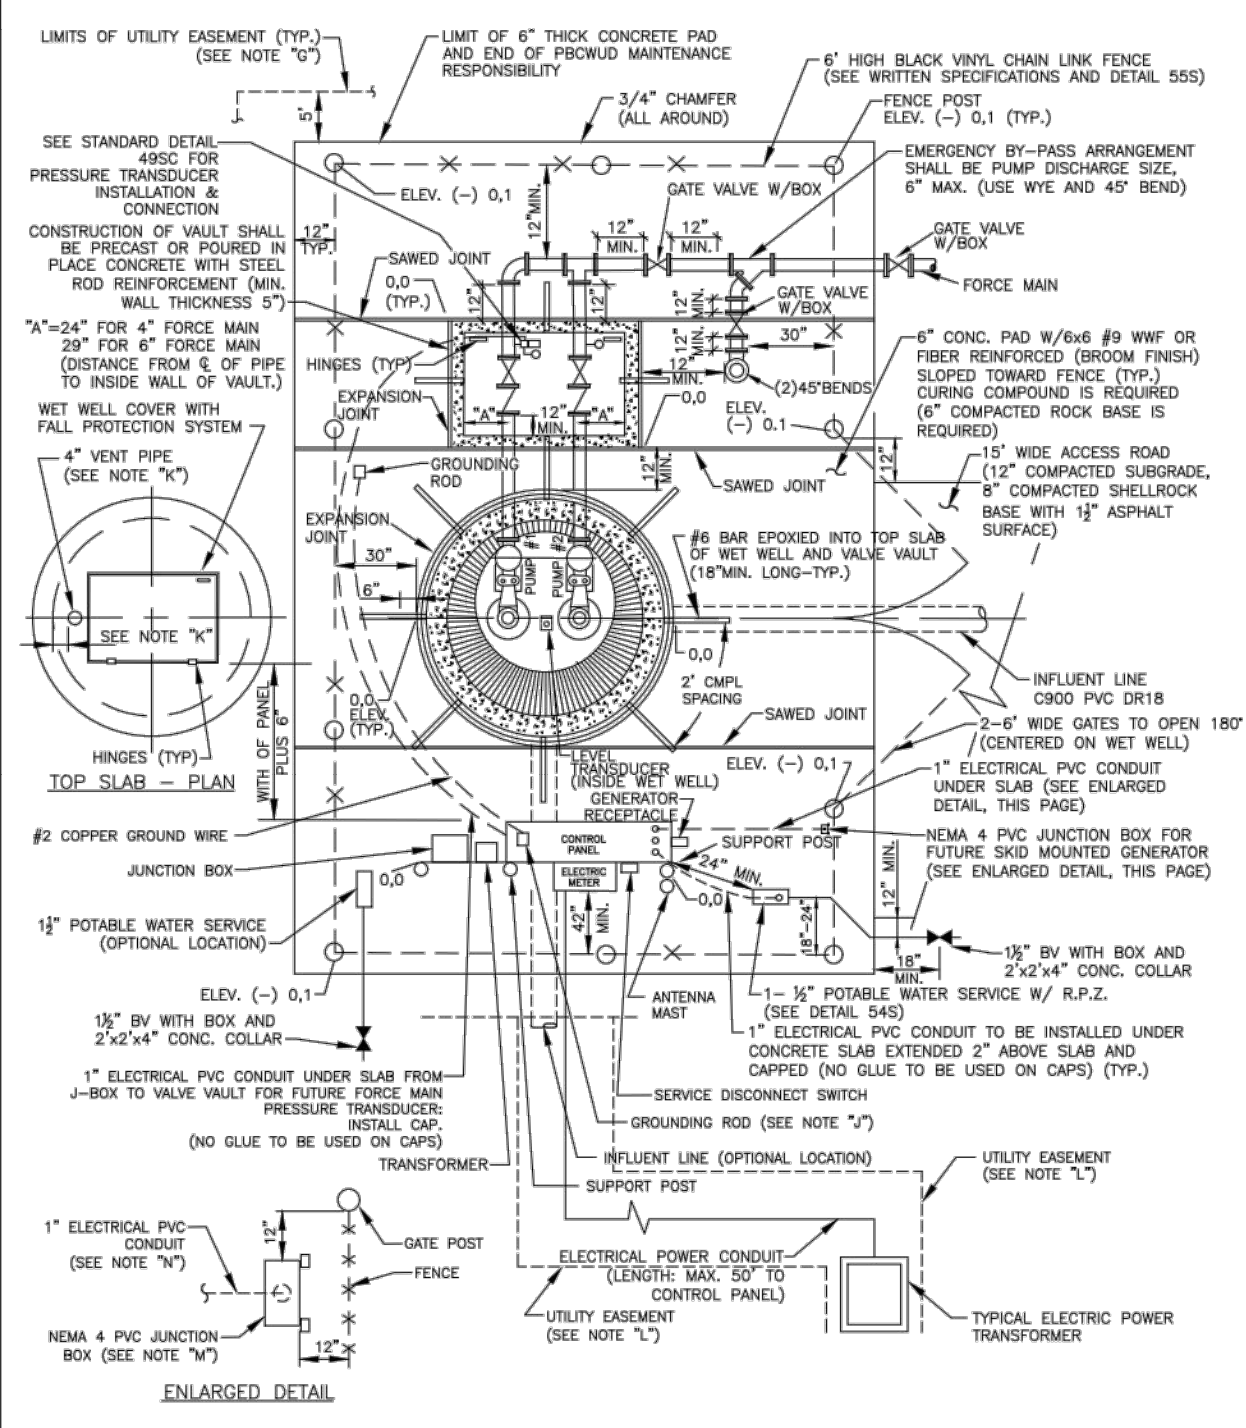 LIMITS OF UTILITY EASEMENT (TYP.)
(SEE NOTE "G")
5'
LIMIT OF 6" THICK CONCRETE PAD
AND END OF PBCWUD MAINTENANCE
RESPONSIBILITY
3/4" CHAMFER
(ALL AROUND)
6' HIGH BLACK VINYL CHAIN LINK FENCE
(SEE WRITTEN SPECIFICATIONS AND DETAIL 55S)
FENCE POST
ELEV. (-) 0,1 (TYP.)
EMERGENCY BY-PASS ARRANGEMENT
SHALL BE PUMP DISCHARGE SIZE,
6" MAX. (USE WYE AND 45° BEND)
SEE STANDARD DETAIL
49SC FOR
PRESSURE TRANSDUCER
INSTALLATION &
CONNECTION
ELEV. (-) 0,1
12"MIN.
GATE VALVE W/BOX
12"
MIN.
12"
MIN.
GATE VALVE
W/BOX
FORCE MAIN
CONSTRUCTION OF VAULT SHALL
BE PRECAST OR POURED IN
PLACE CONCRETE WITH STEEL
ROD REINFORCEMENT (MIN.
WALL THICKNESS 5")
12"
TYP.
SAWED JOINT
0,0
(TYP.)
12"
12"
12"
MIN.
12"
MIN.
GATE VALVE
W/BOX
30"
"A"=24" FOR 4" FORCE MAIN
29" FOR 6" FORCE MAIN
(DISTANCE FROM ℄ OF PIPE
TO INSIDE WALL OF VAULT.)
HINGES (TYP)
EXPANSION
JOINT
"A"
12"
MIN.
"A"
12"
MIN.
(2)45°BENDS
0,0
ELEV.
(-) 0.1
6" CONC. PAD W/6x6 #9 WWF OR
FIBER REINFORCED (BROOM FINISH)
SLOPED TOWARD FENCE (TYP.)
CURING COMPOUND IS REQUIRED
(6" COMPACTED ROCK BASE IS
REQUIRED)
WET WELL COVER WITH
FALL PROTECTION SYSTEM
4" VENT PIPE
(SEE NOTE "K")
GROUNDING
ROD
12"
MIN.
SAWED JOINT
12"
15' WIDE ACCESS ROAD
(12" COMPACTED SUBGRADE,
8" COMPACTED SHELLROCK
BASE WITH 1½" ASPHALT
SURFACE)
EXPANSION
JOINT
30"
6"
PUMP #1
PUMP #2
#6 BAR EPOXIED INTO TOP SLAB
OF WET WELL AND VALVE VAULT
(18"MIN. LONG-TYP.)
SEE NOTE "K"
0,0
2' CMPL
SPACING
INFLUENT LINE
C900 PVC DR18
0,0
ELEV.
(TYP.)
SAWED JOINT
2-6' WIDE GATES TO OPEN 180°
(CENTERED ON WET WELL)
WITH OF PANEL
PLUS 6"
HINGES (TYP)
TOP SLAB - PLAN
LEVEL
TRANSDUCER
(INSIDE WET WELL)
ELEV. (-) 0,1
1" ELECTRICAL PVC CONDUIT
UNDER SLAB (SEE ENLARGED
DETAIL, THIS PAGE)
GENERATOR
RECEPTACLE
#2 COPPER GROUND WIRE
CONTROL
PANEL
SUPPORT POST
NEMA 4 PVC JUNCTION BOX FOR
FUTURE SKID MOUNTED GENERATOR
(SEE ENLARGED DETAIL, THIS PAGE)
JUNCTION BOX
0,0
ELECTRIC
METER
24" MIN.
0,0
12" MIN.
1½" POTABLE WATER SERVICE
(OPTIONAL LOCATION)
42"
MIN.
18"-24"
18"
MIN.
1½" BV WITH BOX AND
2'x2'x4" CONC. COLLAR
ELEV. (-) 0,1
ANTENNA
MAST
1- ½" POTABLE WATER SERVICE W/ R.P.Z.
(SEE DETAIL 54S)
1½" BV WITH BOX AND
2'x2'x4" CONC. COLLAR
1" ELECTRICAL PVC CONDUIT TO BE INSTALLED UNDER
CONCRETE SLAB EXTENDED 2" ABOVE SLAB AND
CAPPED (NO GLUE TO BE USED ON CAPS) (TYP.)
1" ELECTRICAL PVC CONDUIT UNDER SLAB FROM
J-BOX TO VALVE VAULT FOR FUTURE FORCE MAIN
PRESSURE TRANSDUCER:
INSTALL CAP.
(NO GLUE TO BE USED ON CAPS)
SERVICE DISCONNECT SWITCH
GROUNDING ROD (SEE NOTE "J")
TRANSFORMER
INFLUENT LINE (OPTIONAL LOCATION)
SUPPORT POST
UTILITY EASEMENT
(SEE NOTE "L")
1" ELECTRICAL PVC
CONDUIT
(SEE NOTE "N")
12"
GATE POST
FENCE
ELECTRICAL POWER CONDUIT
(LENGTH: MAX. 50' TO
CONTROL PANEL)
UTILITY EASEMENT
(SEE NOTE "L")
TYPICAL ELECTRIC POWER
TRANSFORMER
NEMA 4 PVC JUNCTION
BOX (SEE NOTE "M")
12"
ENLARGED DETAIL